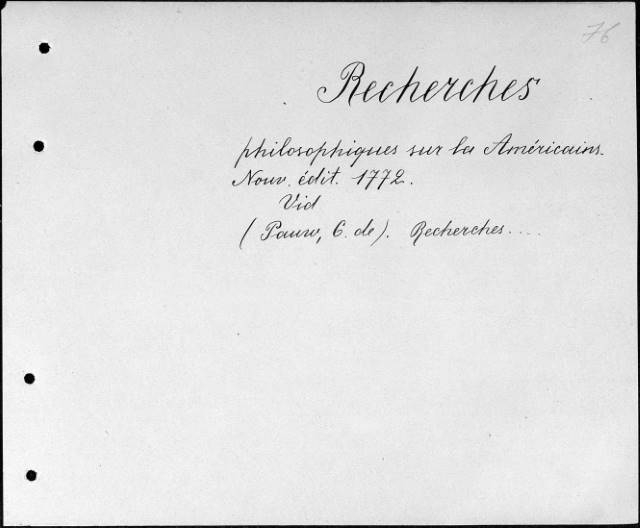 76
Recherches
philosophiques sur la Américains.
Nouv. édit. 1772.
Vid
(Pauw, C. de). Recherches....